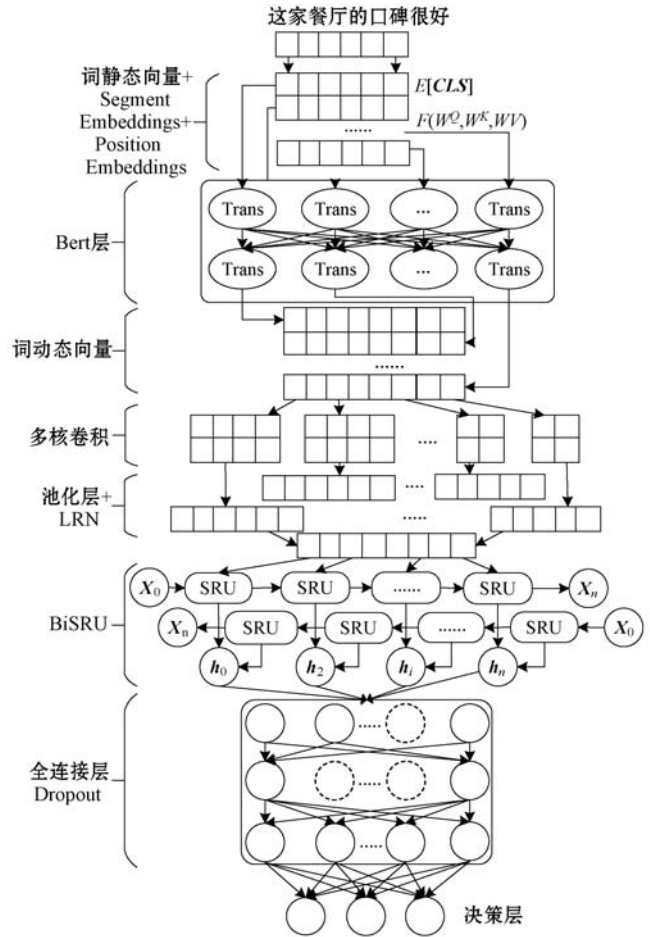 这家餐厅的口碑很好
词静态向量+
Segment
Embeddings+
Position
Embeddings
E[CLS]
......
F(W^Q,W^K,WV)
Bert层
Trans Trans ... Trans
Trans Trans ... Trans
词动态向量
......
多核卷积
....
池化层+
LRN
....
.....
BiSRU
X_0 SRU SRU ...... SRU X_n
X_n SRU SRU ...... SRU X_0
h_0 h_2 h_i h_n
全连接层
Dropout
.....
.....
.....
决策层